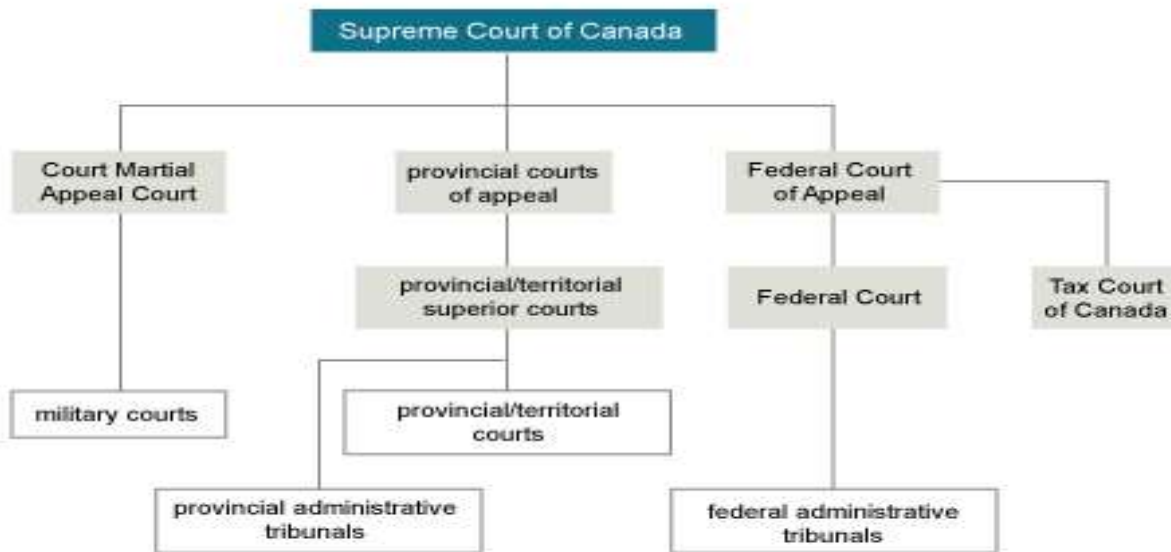 Supreme Court of Canada
Court Martial
Appeal Court
provincial courts
of appeal
Federal Court
of Appeal
provincial/territorial
superior courts
Federal Court
Tax Court
of Canada
military courts
provincial/territorial
courts
provincial administrative
tribunals
federal administrative
tribunals